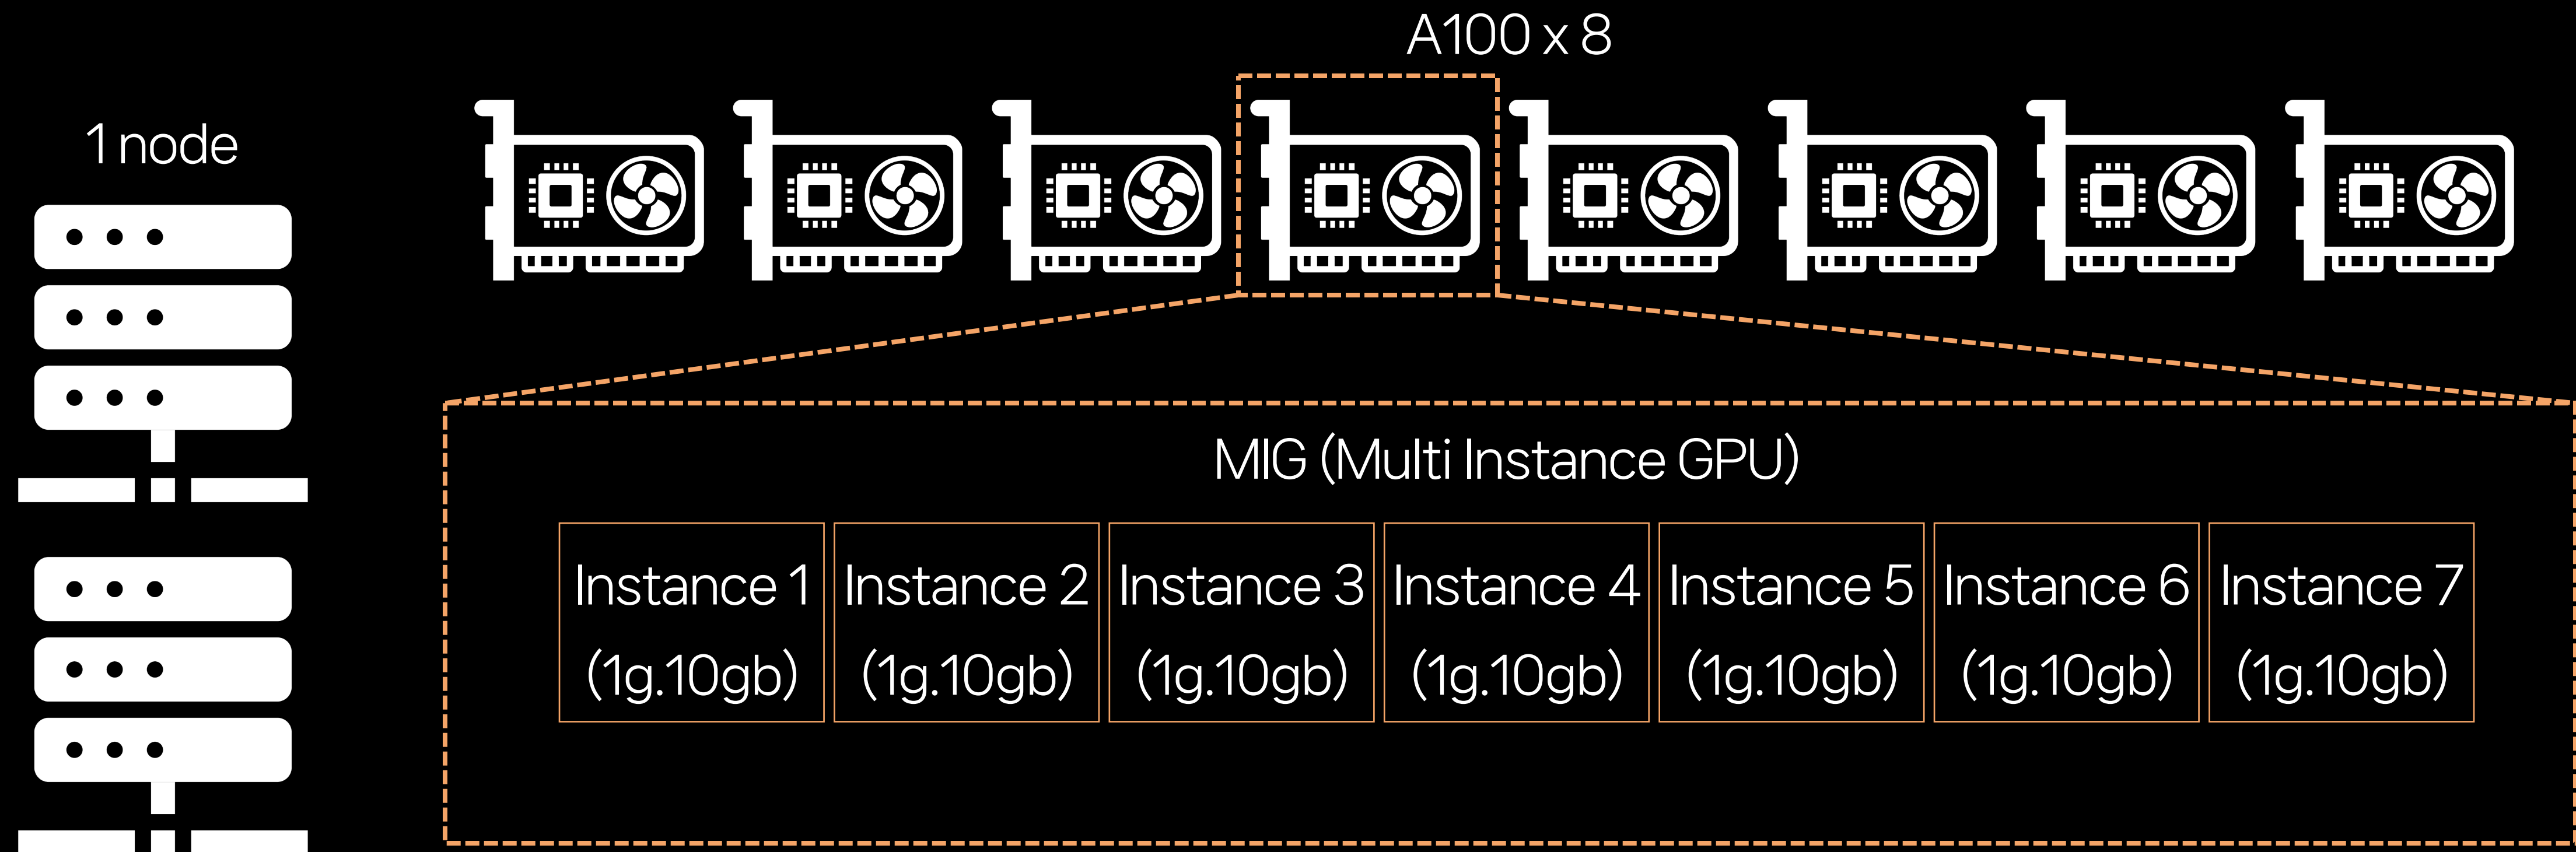 A100 x 8
1 node
MIG (Multi Instance GPU)
Instance 1
(1g.10gb)
Instance 2
(1g.10gb)
Instance 3
(1g.10gb)
Instance 4
(1g.10gb)
Instance 5
(1g.10gb)
Instance 6
(1g.10gb)
Instance 7
(1g.10gb)